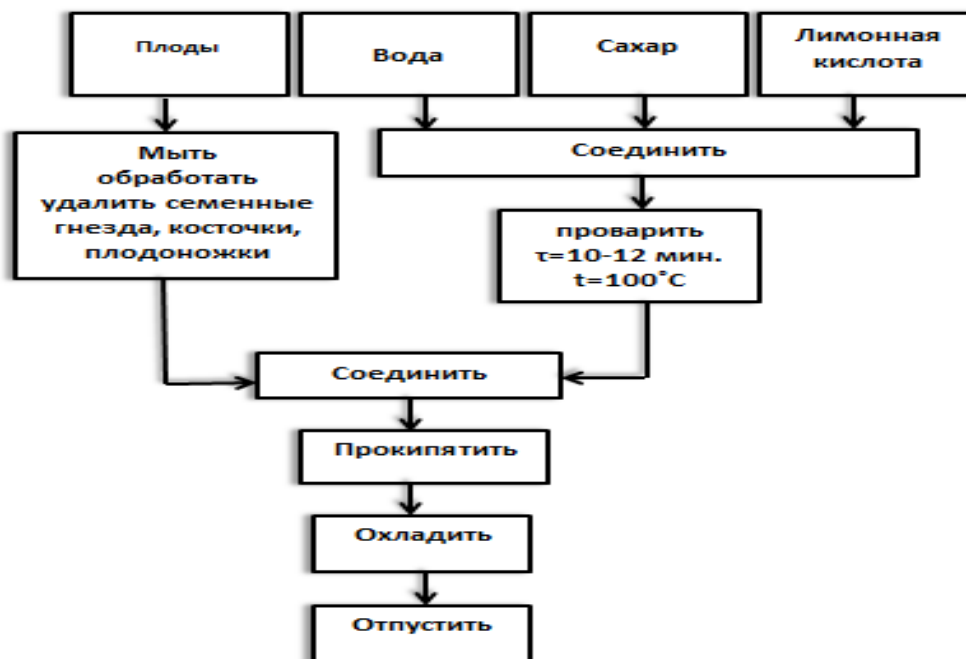 Плоды
Вода
Сахар
Лимонная
кислота
Мыть
обработать
удалить семенные
гнезда, косточки,
плодоножки
Соединить
проварить
τ=10-12 мин.
t=100˚С
Соединить
Прокипятить
Охладить
Отпустить